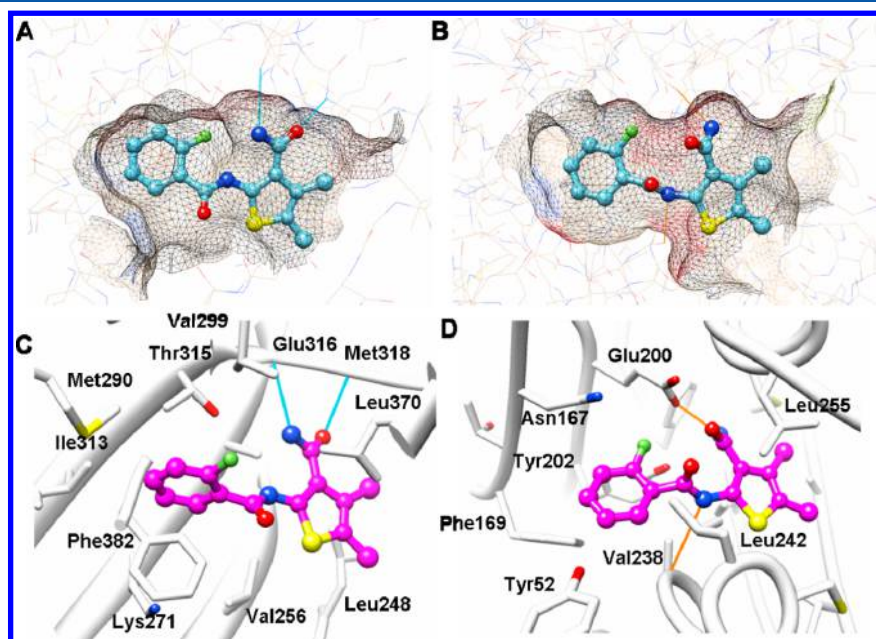 A
B
C
Val299
Thr315
Glu316
Met318
Met290
Leu370
Ile313
Phe382
Lys271
Val256
Leu248
D
Glu200
Asn167
Leu255
Tyr202
Phe169
Val238
Leu242
Tyr52